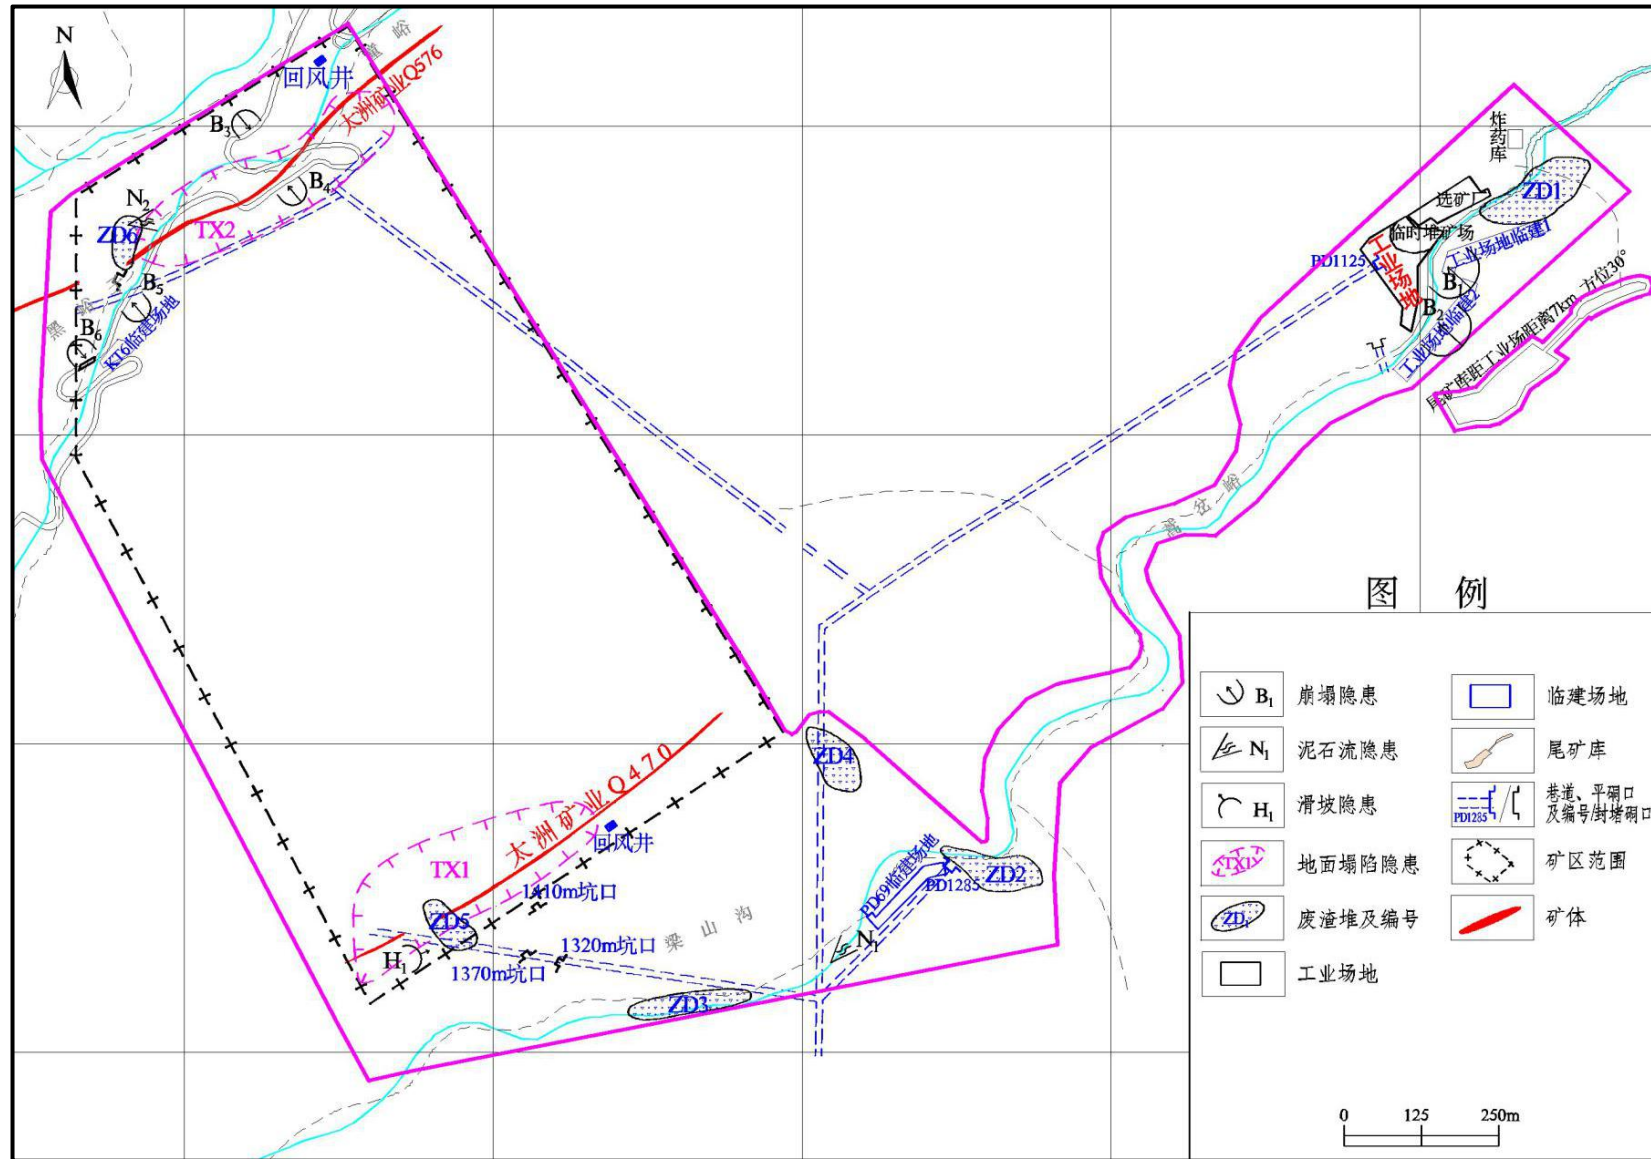 N
回风井
峪
太洲矿业Q576
B3
B4
N2
ZD6
TX2
B5
B6
KT6临建场地
黑
炸药库
ZD1
选矿厂
临时堆矿场
工业场地
工业场地临建1
PD1125
B1
B2
工业场地临建2
尾矿库距工业场距离7km 方位30°
岔 峪
ZD4
太洲矿业Q470
TX1
回风井
1410m坑口
ZD5
H1
1320m坑口
1370m坑口
梁山沟
PD69临建场地
PD1285
ZD2
N1
ZD3
图 例
B1 崩塌隐患
临建场地
N1 泥石流隐患
尾矿库
H1 滑坡隐患
PD1285
巷道、平硐口
及编号/封堵硐口
TX1 地面塌陷隐患
矿区范围
ZD1 废渣堆及编号
矿体
工业场地
0 125 250m